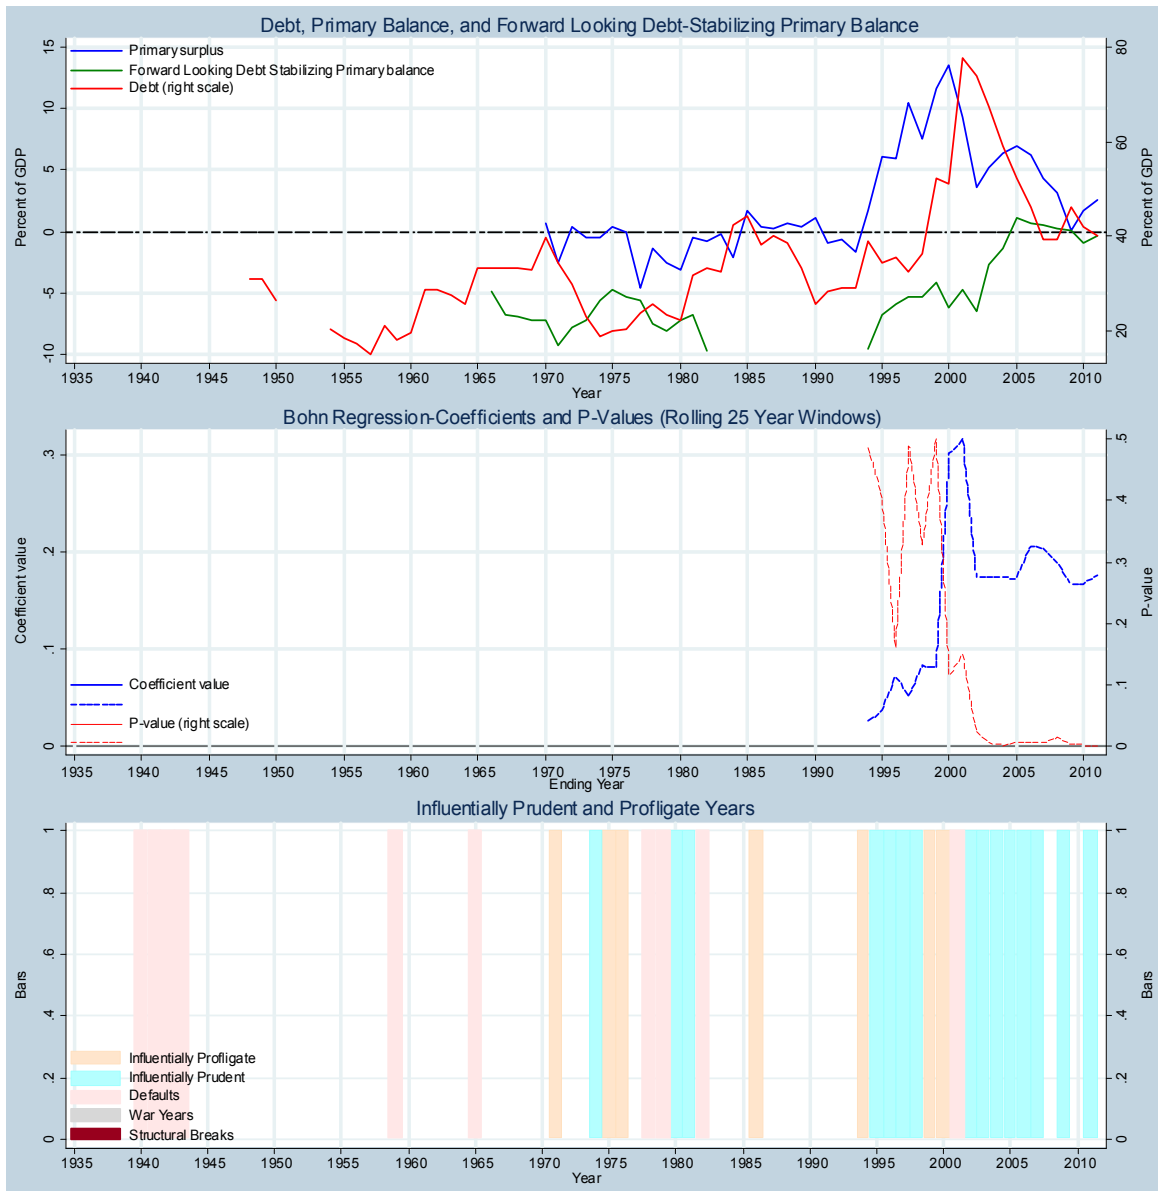 Debt, Primary Balance, and Forward Looking Debt-Stabilizing Primary Balance
Primary surplus
Forward Looking Debt Stabilizing Primary balance
Debt (right scale)
Percent of GDP
15
10
5
0
-5
-10
80
60
40
20
Percent of GDP
1935 1940 1945 1950 1955 1960 1965 1970 1975 1980 1985 1990 1995 2000 2005 2010
Year
Bohn Regression-Coefficients and P-Values (Rolling 25 Year Windows)
Coefficient value
.3
.2
.1
0
.5
.4
.3
.2
.1
0
P-value
Coefficient value
P-value (right scale)
1935 1940 1945 1950 1955 1960 1965 1970 1975 1980 1985 1990 1995 2000 2005 2010
Ending Year
Influentially Prudent and Profligate Years
Bars
1
.8
.6
.4
.2
0
1
.8
.6
.4
.2
0
Bars
Influentially Profligate
Influentially Prudent
Defaults
War Years
Structural Breaks
1935 1940 1945 1950 1955 1960 1965 1970 1975 1980 1985 1990 1995 2000 2005 2010
Year